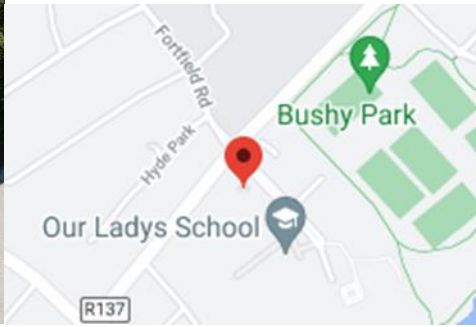 Fortfield Rd
Hyde Park
Bushy Park
Our Ladys School
R137